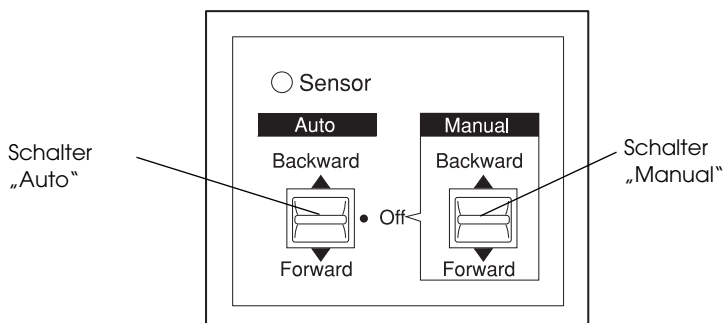 Sensor
Auto
Manual
Backward
Backward
Schalter
„Auto“
Off
Schalter
„Manual“
Forward
Forward